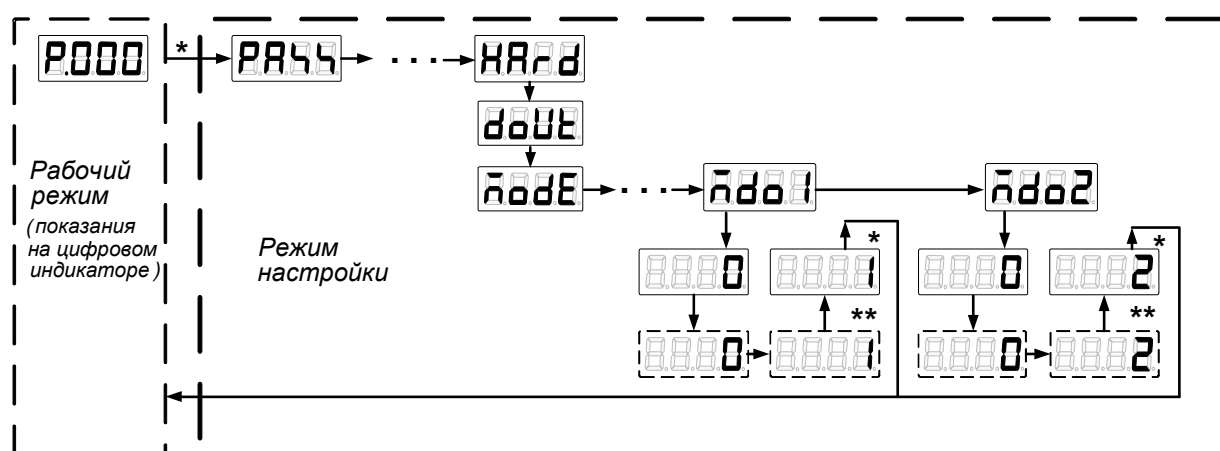 P.000 * PASS ... HArd
doUt
Рабочий
режим
(показания
на цифровом
индикаторе)
Режим
настройки
modE ... mdo1 mdo2
0 1 * 0 2 *
0 1 ** 0 2 **